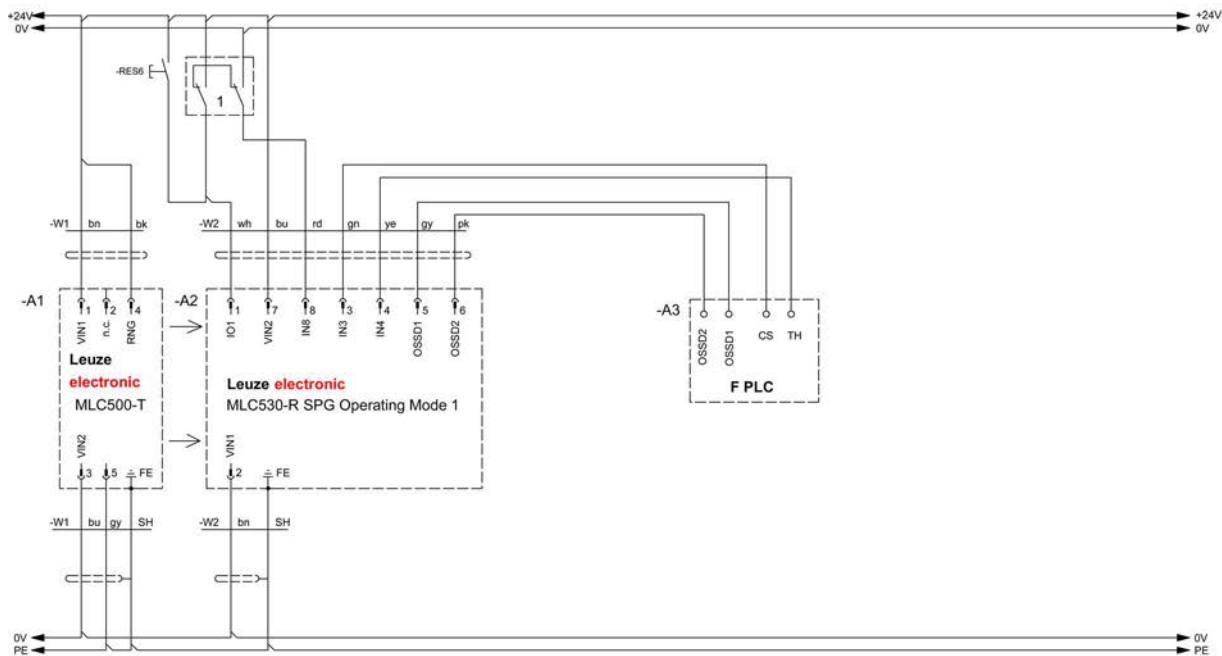 +24V +24V
0V 0V
-RES6
1
-W1 bn bk
-W2 wh bu rd gn ye gy pk
-A1
1 2 4
VIN1 n.c. RNG
Leuze
electronic
MLC500-T
VIN2
3 5 FE
-A2
1 7 8 3 4 5 6
IO1 VIN2 IN8 IN3 IN4 OSSD1 OSSD2
Leuze electronic
MLC530-R SPG Operating Mode 1
VIN1
2 FE
-A3
OSSD2 OSSD1 CS TH
F PLC
-W1 bu gy SH
-W2 bn SH
0V 0V
PE PE